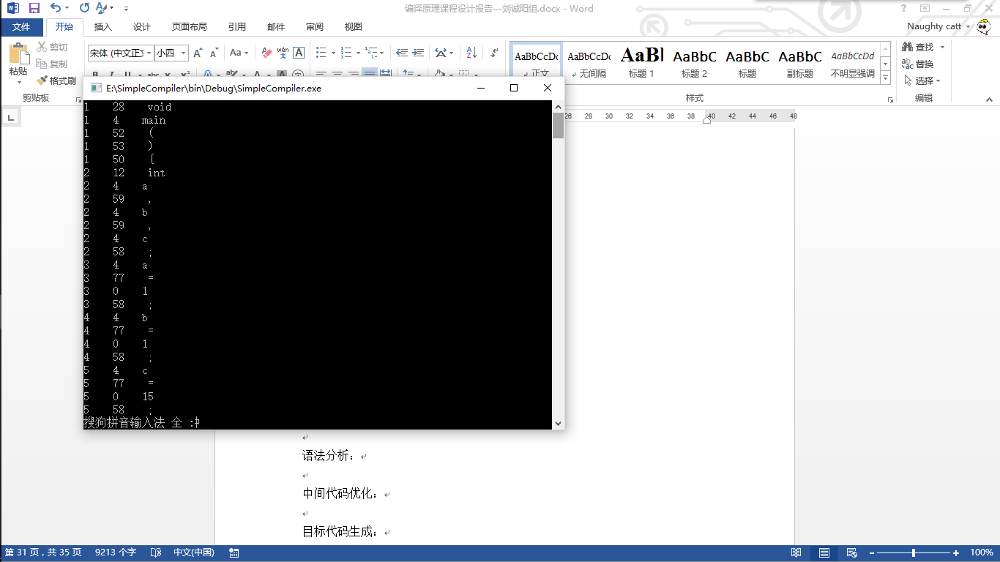 编译原理课程设计报告—刘诚阳组.docx - Word
文件 开始 插入 设计 页面布局 引用 邮件 审阅 视图 Naughty catt
粘贴 剪切 复制 格式刷
宋体 (中文正文 小四
AaBbCcDc AaBbCcDc AaBl AaBbC AaBbC AaBbC AaBbCcDd
正文 无间隔 标题 1 标题 2 标题 副标题 不明显强调
查找 替换 选择
剪贴板 样式 编辑
E:\SimpleCompiler\bin\Debug\SimpleCompiler.exe
26 28 30 32 34 36 38 40 42 44 46 48
1 28 void
1 4 main
1 52 (
1 53 )
1 50 {
2 12 int
2 4 a
2 59 ,
2 4 b
2 59 ,
2 4 c
2 58 ;
3 4 a
3 77 =
3 0 1
3 58 ;
4 4 b
4 77 =
4 0 1
4 58 ;
5 4 c
5 77 =
5 0 15
5 58 ;
搜狗拼音输入法 全 :
语法分析：
中间代码优化：
目标代码生成：
第 31 页，共 35 页 9213 个字 中文(中国) 100%